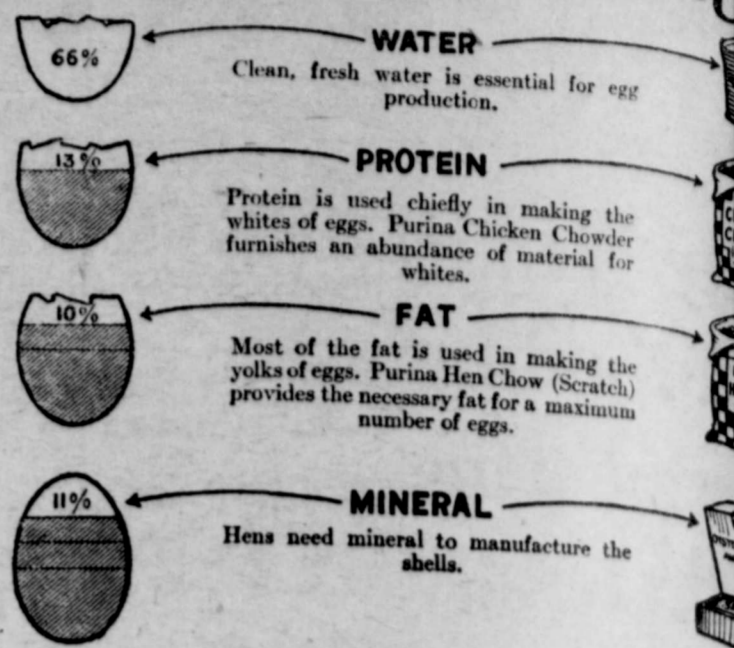 66%
WATER
Clean, fresh water is essential for egg
production.
13%
PROTEIN
Protein is used chiefly in making the
whites of eggs. Purina Chicken Chowder
furnishes an abundance of material for
whites.
10%
FAT
Most of the fat is used in making the
yolks of eggs. Purina Hen Chow (Scratch)
provides the necessary fat for a maximum
number of eggs.
11%
MINERAL
Hens need mineral to manufacture the
shells.